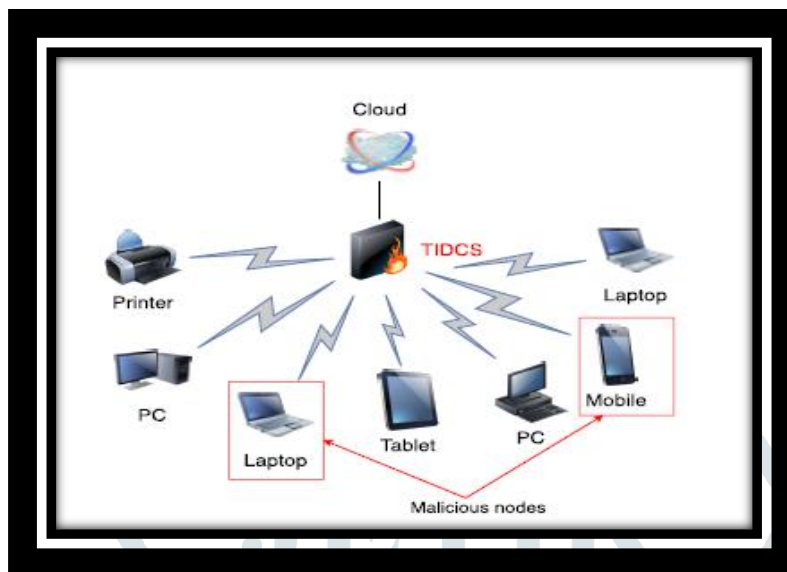 Cloud
TIDCS
Printer
Laptop
PC
Mobile
Laptop
Tablet
PC
Malicious nodes